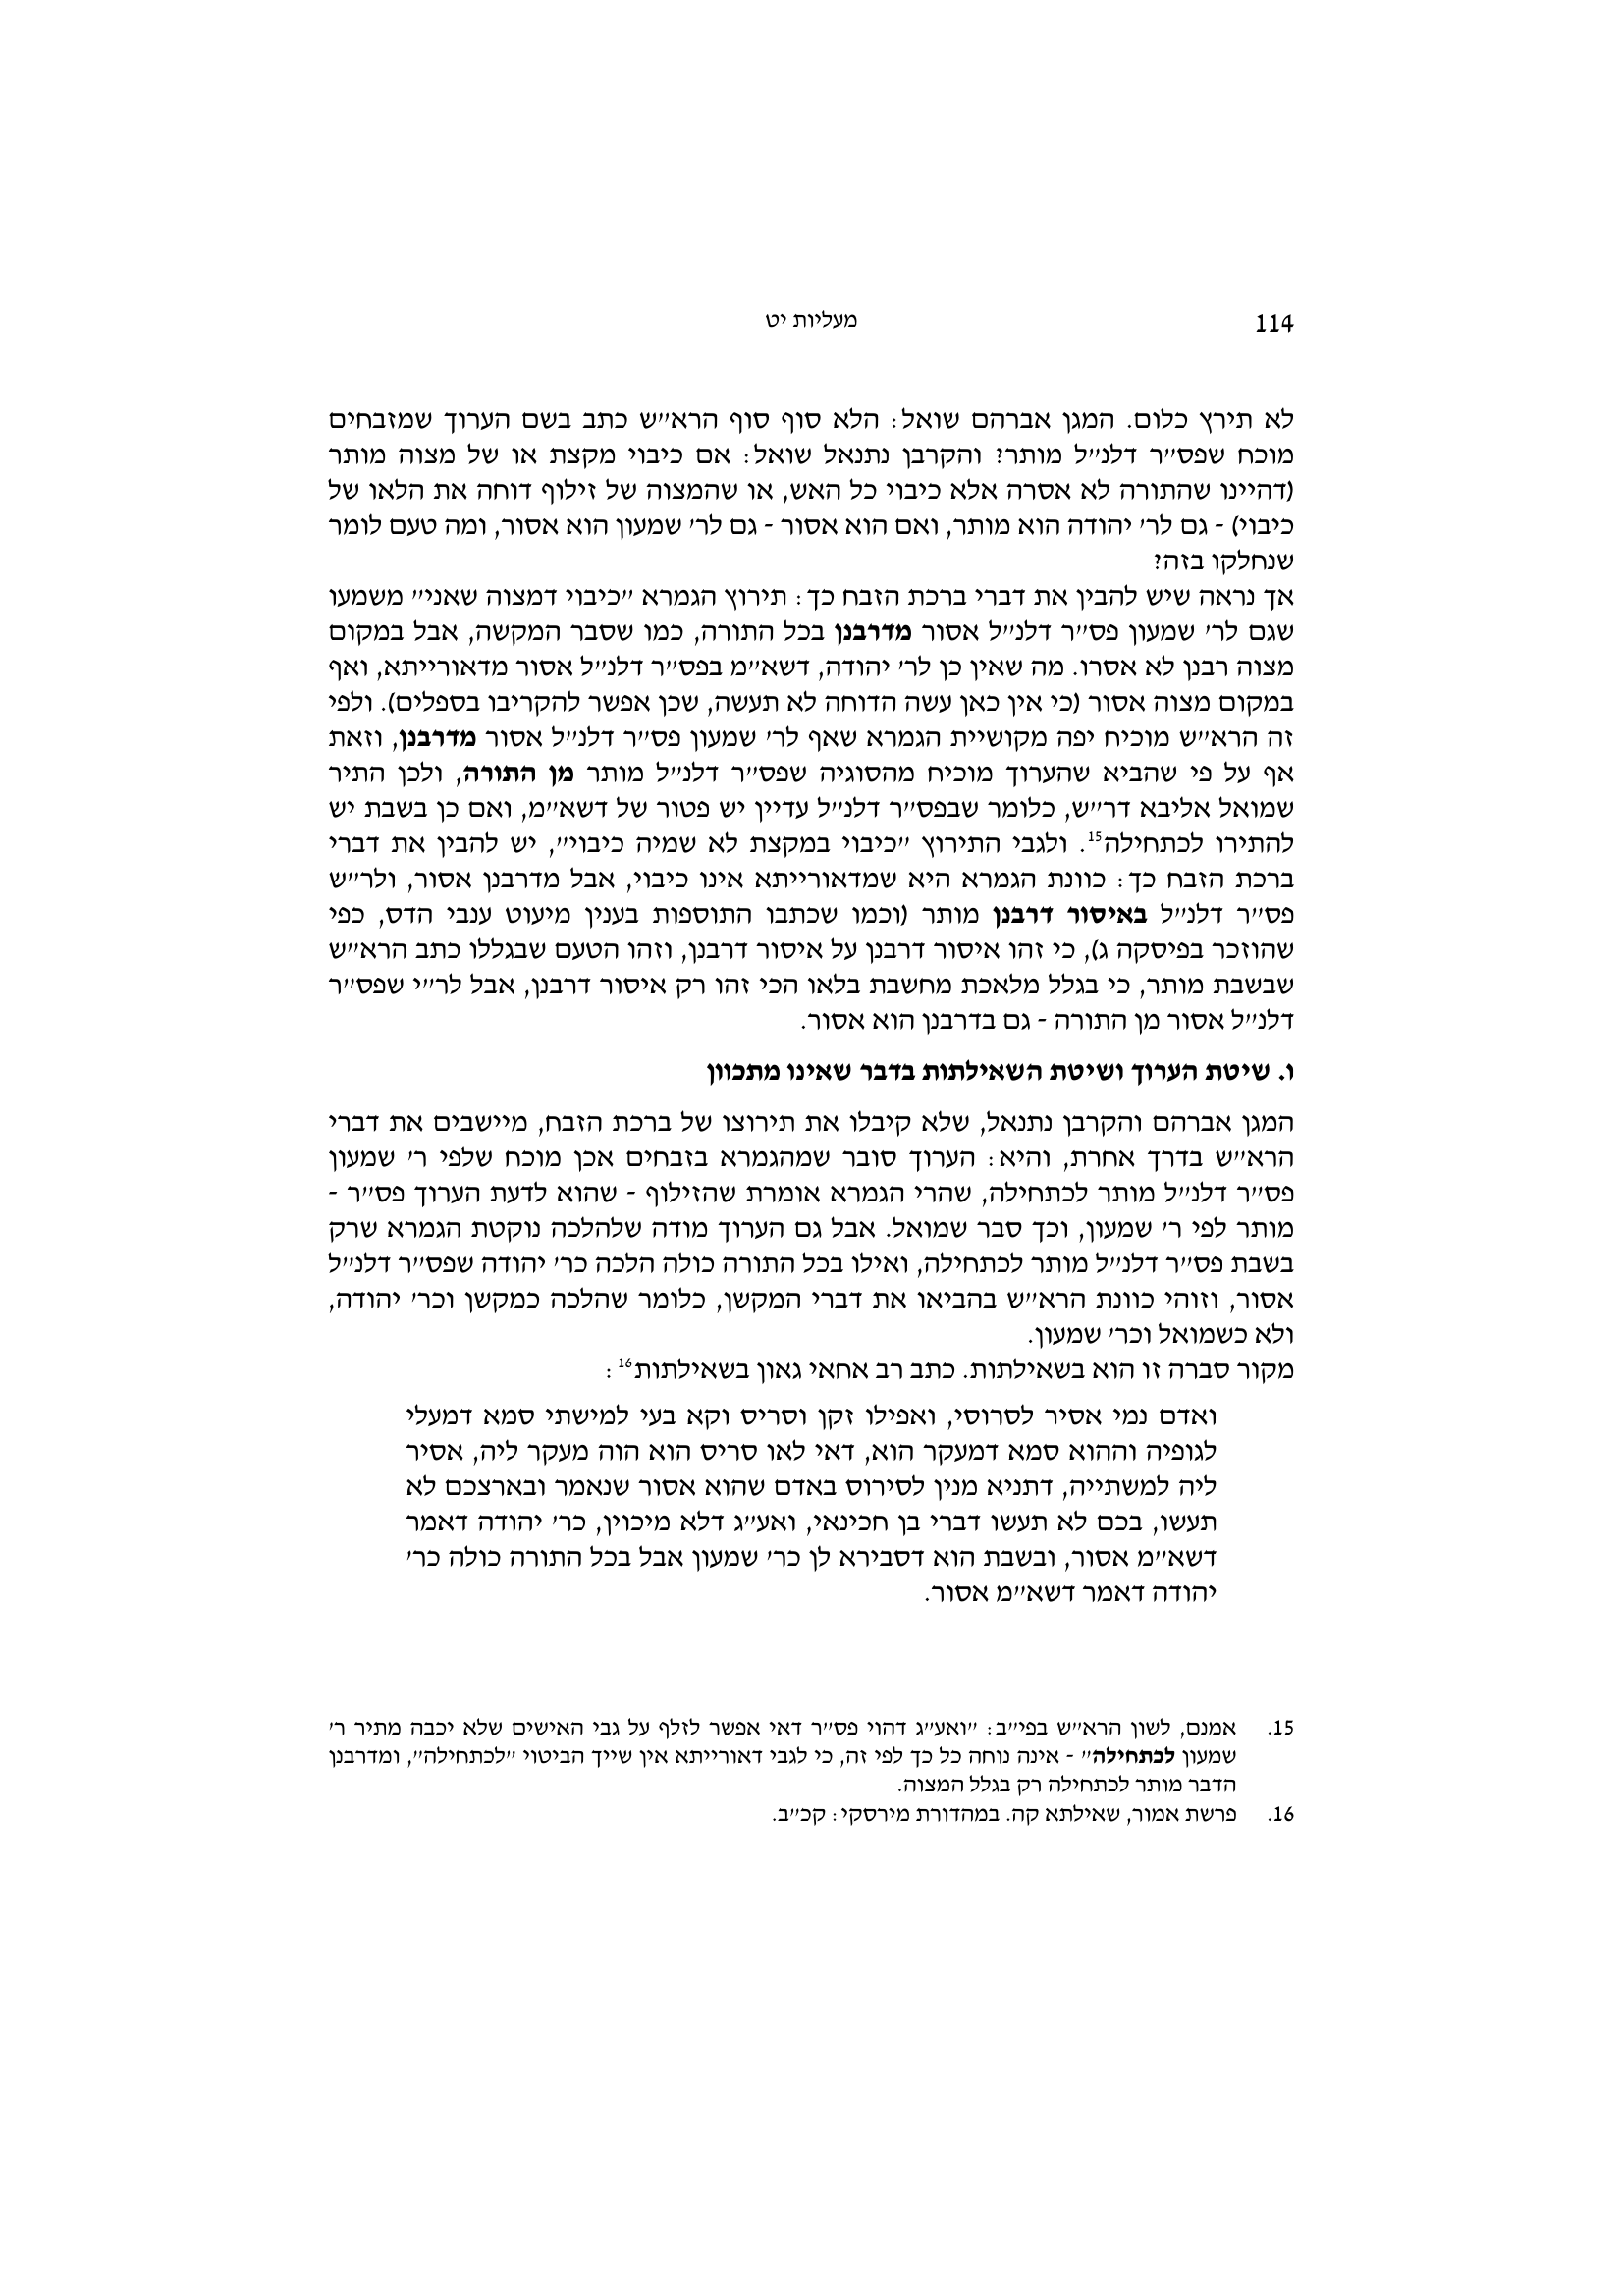 114
מעליות יט
לא תירץ כלום. המגן אברהם שואל: הלא סוף סוף הרא״ש כתב בשם הערוך שמזבחים
מוכח שפס״ר דלנ״ל מותר? והקרבן נתנאל שואל: אם כיבוי מקצת או של מצוה מותר
(דהיינו שהתורה לא אסרה אלא כיבוי כל האש, או שהמצוה של זילוף דוחה את הלאו של
כיבוי) - גם לר׳ יהודה הוא מותר, ואם הוא אסור - גם לר׳ שמעון הוא אסור, ומה טעם לומר
שנחלקו בזה?
אך נראה שיש להבין את דברי ברכת הזבח כך: תירוץ הגמרא ״כיבוי דמצוה שאני״ משמעו
שגם לר׳ שמעון פס״ר דלנ״ל אסור מדרבנן בכל התורה, כמו שסבר המקשה, אבל במקום
מצוה רבנן לא אסרו. מה שאין כן לר׳ יהודה, דשא״מ בפס״ר דלנ״ל אסור מדאורייתא, ואף
במקום מצוה אסור (כי אין כאן עשה הדוחה לא תעשה, שכן אפשר להקריבו בספלים). ולפי
זה הרא״ש מוכיח יפה מקושיית הגמרא שאף לר׳ שמעון פס״ר דלנ״ל אסור מדרבנן, וזאת
אף על פי שהביא שהערוך מוכיח מהסוגיה שפס״ר דלנ״ל מותר מן התורה, ולכן התיר
שמואל אליבא דר״ש, כלומר שבפס״ר דלנ״ל עדיין יש פטור של דשא״מ, ואם כן בשבת יש
להתירו לכתחילה15. ולגבי התירוץ ״כיבוי במקצת לא שמיה כיבוי״, יש להבין את דברי
ברכת הזבח כך: כוונת הגמרא היא שמדאורייתא אינו כיבוי, אבל מדרבנן אסור, ולר״ש
פס״ר דלנ״ל באיסור דרבנן מותר (וכמו שכתבו התוספות בענין מיעוט ענבי הדס, כפי
שהוזכר בפיסקה ג), כי זהו איסור דרבנן על איסור דרבנן, וזהו הטעם שבגללו כתב הרא״ש
שבשבת מותר, כי בגלל מלאכת מחשבת בלאו הכי זהו רק איסור דרבנן, אבל לר״י שפס״ר
דלנ״ל אסור מן התורה - גם בדרבנן הוא אסור.
ו. שיטת הערוך ושיטת השאילתות בדבר שאינו מתכוון
המגן אברהם והקרבן נתנאל, שלא קיבלו את תירוצו של ברכת הזבח, מיישבים את דברי
הרא״ש בדרך אחרת, והיא: הערוך סובר שמהגמרא בזבחים אכן מוכח שלפי ר׳ שמעון
פס״ר דלנ״ל מותר לכתחילה, שהרי הגמרא אומרת שהזילוף - שהוא לדעת הערוך פס״ר -
מותר לפי ר׳ שמעון, וכך סבר שמואל. אבל גם הערוך מודה שלהלכה נוקטת הגמרא שרק
בשבת פס״ר דלנ״ל מותר לכתחילה, ואילו בכל התורה כולה הלכה כר׳ יהודה שפס״ר דלנ״ל
אסור, וזוהי כוונת הרא״ש בהביאו את דברי המקשן, כלומר שהלכה כמקשן וכר׳ יהודה,
ולא כשמואל וכר׳ שמעון.
מקור סברה זו הוא בשאילתות. כתב רב אחאי גאון בשאילתות16:
ואדם נמי אסיר לסרוסי, ואפילו זקן וסריס וקא בעי למישתי סמא דמעלי
לגופיה וההוא סמא דמעקר הוא, דאי לאו סריס הוא הוה מעקר ליה, אסיר
ליה למשתייה, דתניא מנין לסירוס באדם שהוא אסור שנאמר ובארצכם לא
תעשו, בכם לא תעשו דברי בן חכינאי, ואע״ג דלא מיכוין, כר׳ יהודה דאמר
דשא״מ אסור, ובשבת הוא דסבירא לן כר׳ שמעון אבל בכל התורה כולה כר׳
יהודה דאמר דשא״מ אסור.
15. אמנם, לשון הרא״ש בפי״ב: ״ואע״ג דהוי פס״ר דאי אפשר לזלף על גבי האישים שלא יכבה מתיר ר׳
שמעון לכתחילה״ - אינה נוחה כל כך לפי זה, כי לגבי דאורייתא אין שייך הביטוי ״לכתחילה״, ומדרבנן
הדבר מותר לכתחילה רק בגלל המצוה.
16. פרשת אמור, שאילתא קה. במהדורת מירסקי: קכ״ב.